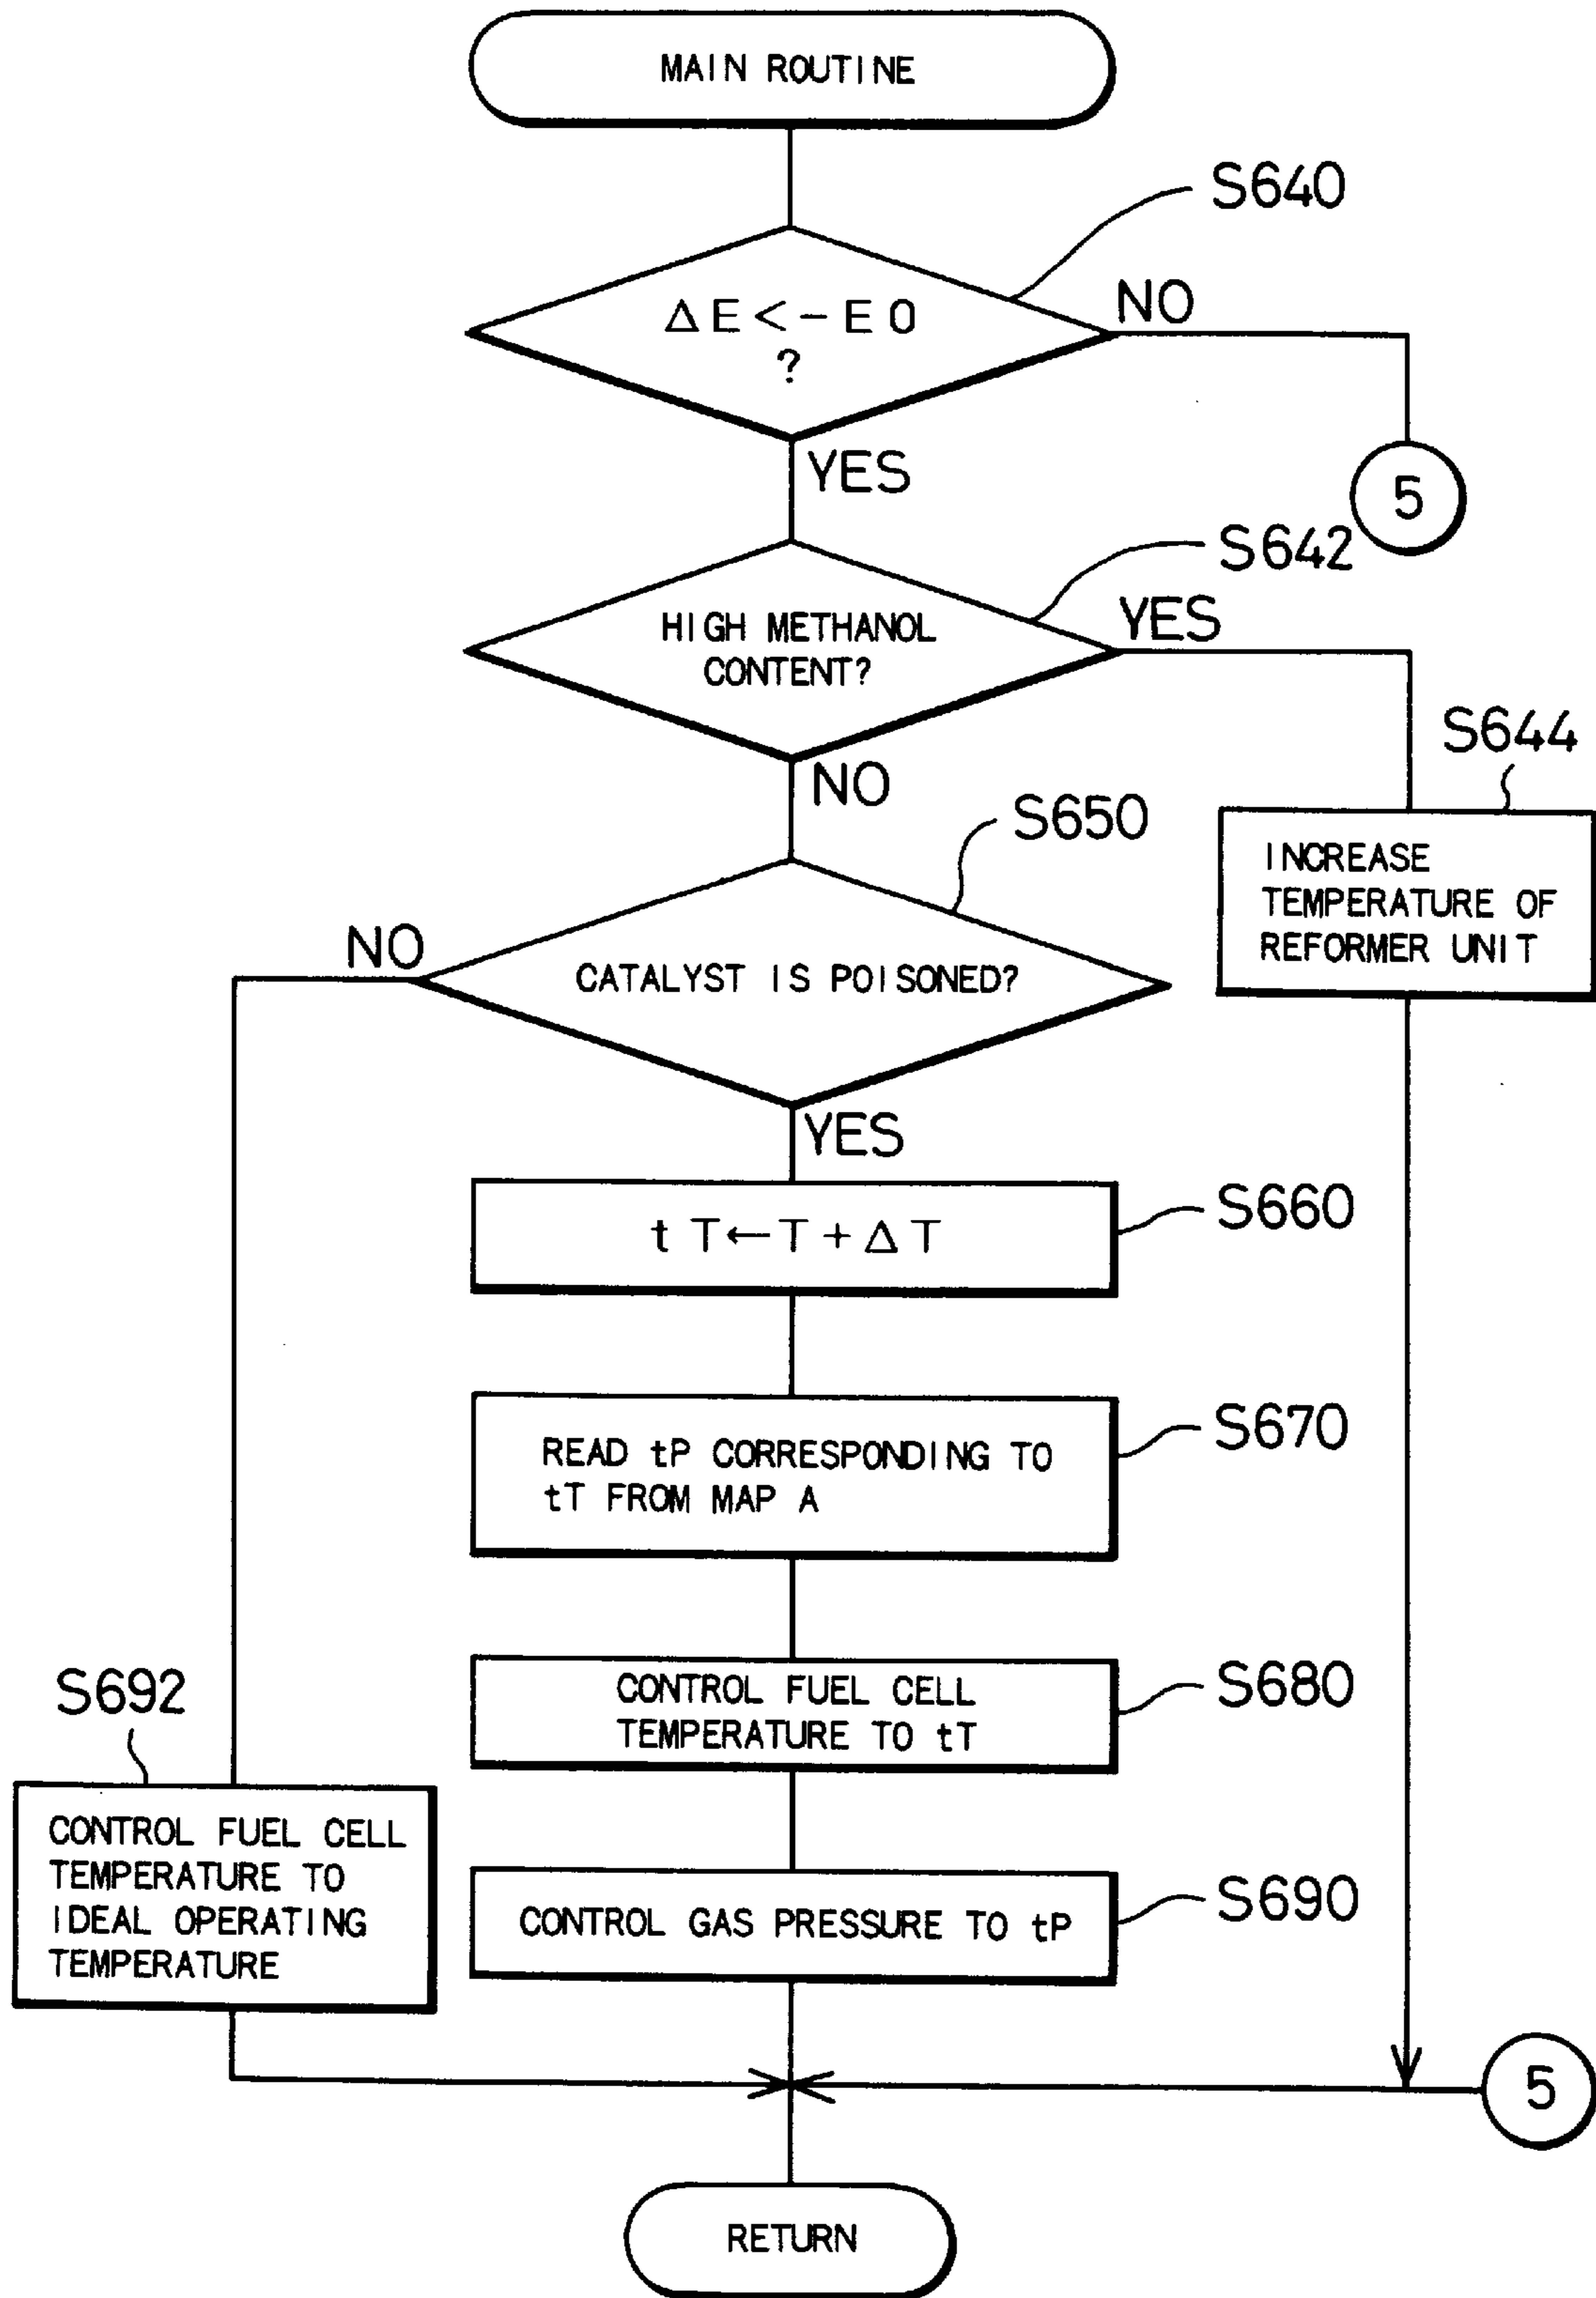 MAIN ROUTINE
S640
ΔE<-E0
?
NO
YES
5
S642
HIGH METHANOL
CONTENT?
YES
NO
S644
INCREASE
TEMPERATURE OF
REFORMER UNIT
S650
CATALYST IS POISONED?
NO
YES
S660
tT←T+ΔT
S670
READ tP CORRESPONDING TO
tT FROM MAP A
S680
CONTROL FUEL CELL
TEMPERATURE TO tT
S692
CONTROL FUEL CELL
TEMPERATURE TO
IDEAL OPERATING
TEMPERATURE
S690
CONTROL GAS PRESSURE TO tP
5
RETURN